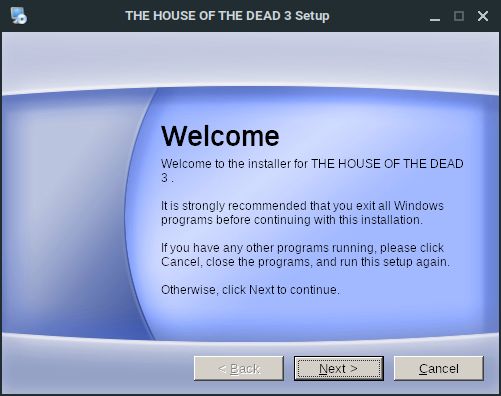 THE HOUSE OF THE DEAD 3 Setup
Welcome
Welcome to the installer for THE HOUSE OF THE DEAD
3 .
It is strongly recommended that you exit all Windows
programs before continuing with this installation.
If you have any other programs running, please click
Cancel, close the programs, and run this setup again.
Otherwise, click Next to continue.
< Back
Next >
Cancel